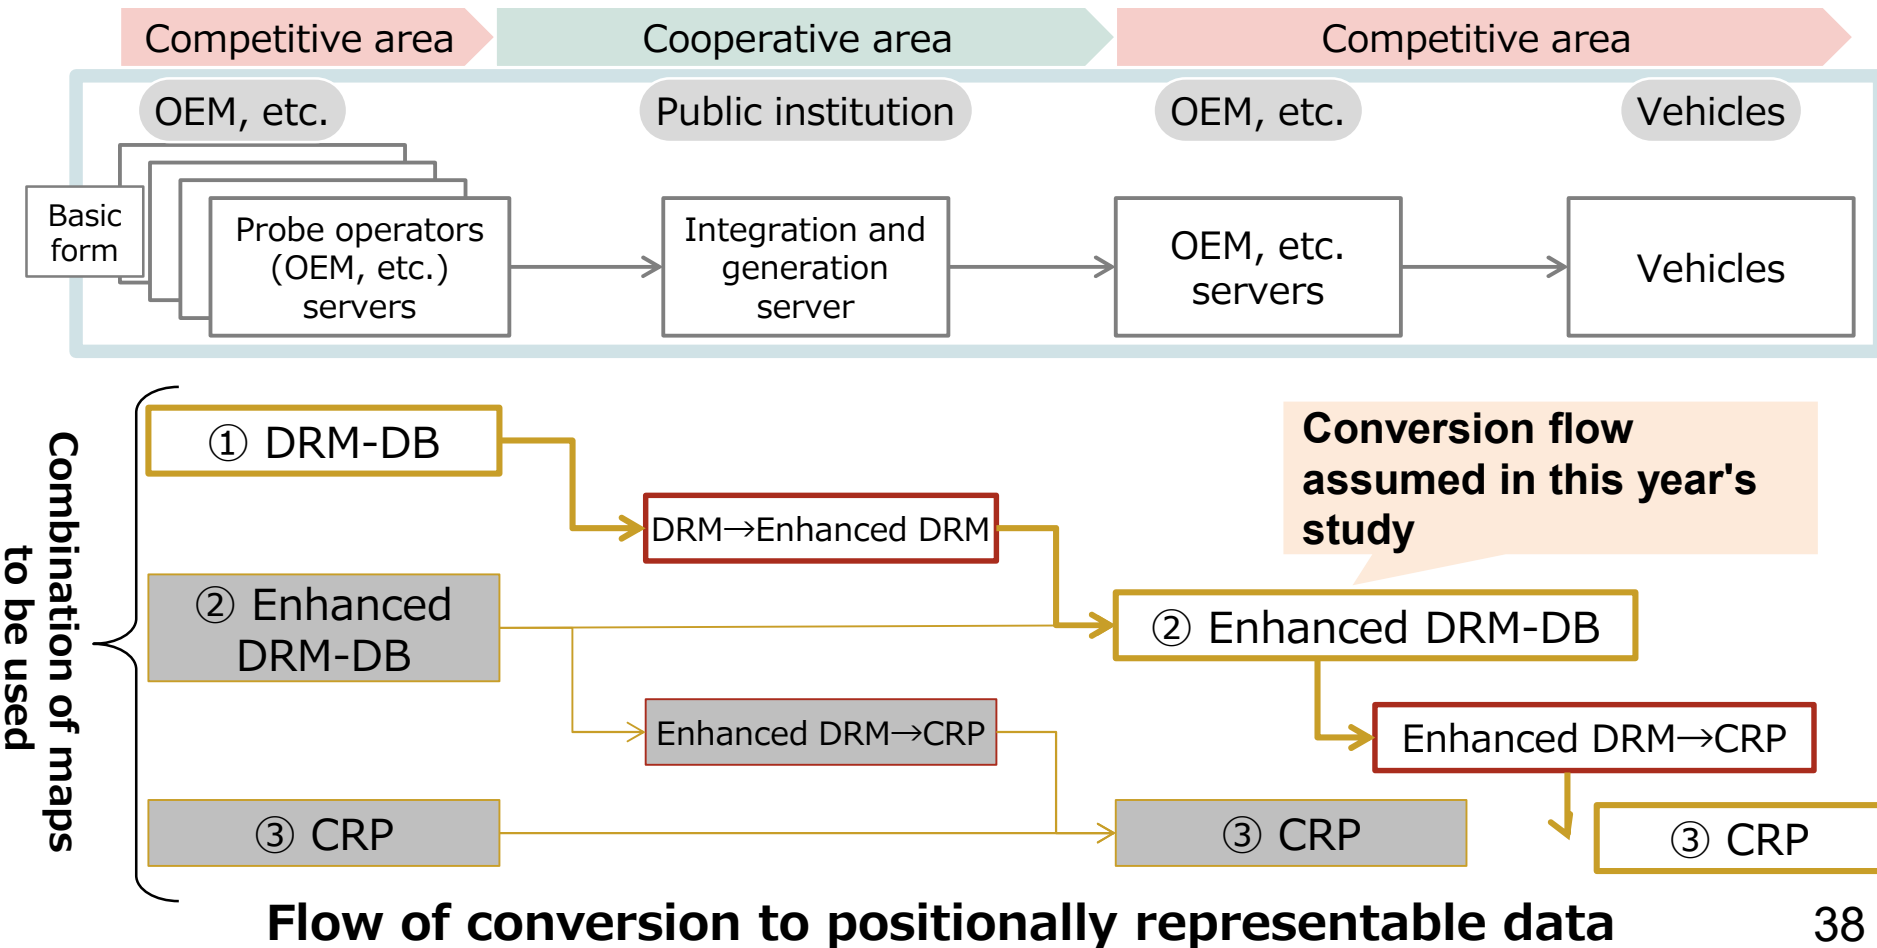 Competitive area
Cooperative area
Competitive area
OEM, etc.
Public institution
OEM, etc.
Vehicles
Basic
form
Probe operators
(OEM, etc.)
servers
Integration and
generation
server
OEM, etc.
servers
Vehicles
Combination of maps
to be used
① DRM-DB
DRM→Enhanced DRM
Conversion flow
assumed in this year's
study
② Enhanced
DRM-DB
② Enhanced DRM-DB
Enhanced DRM→CRP
Enhanced DRM→CRP
③ CRP
③ CRP
③ CRP
Flow of conversion to positionally representable data
38